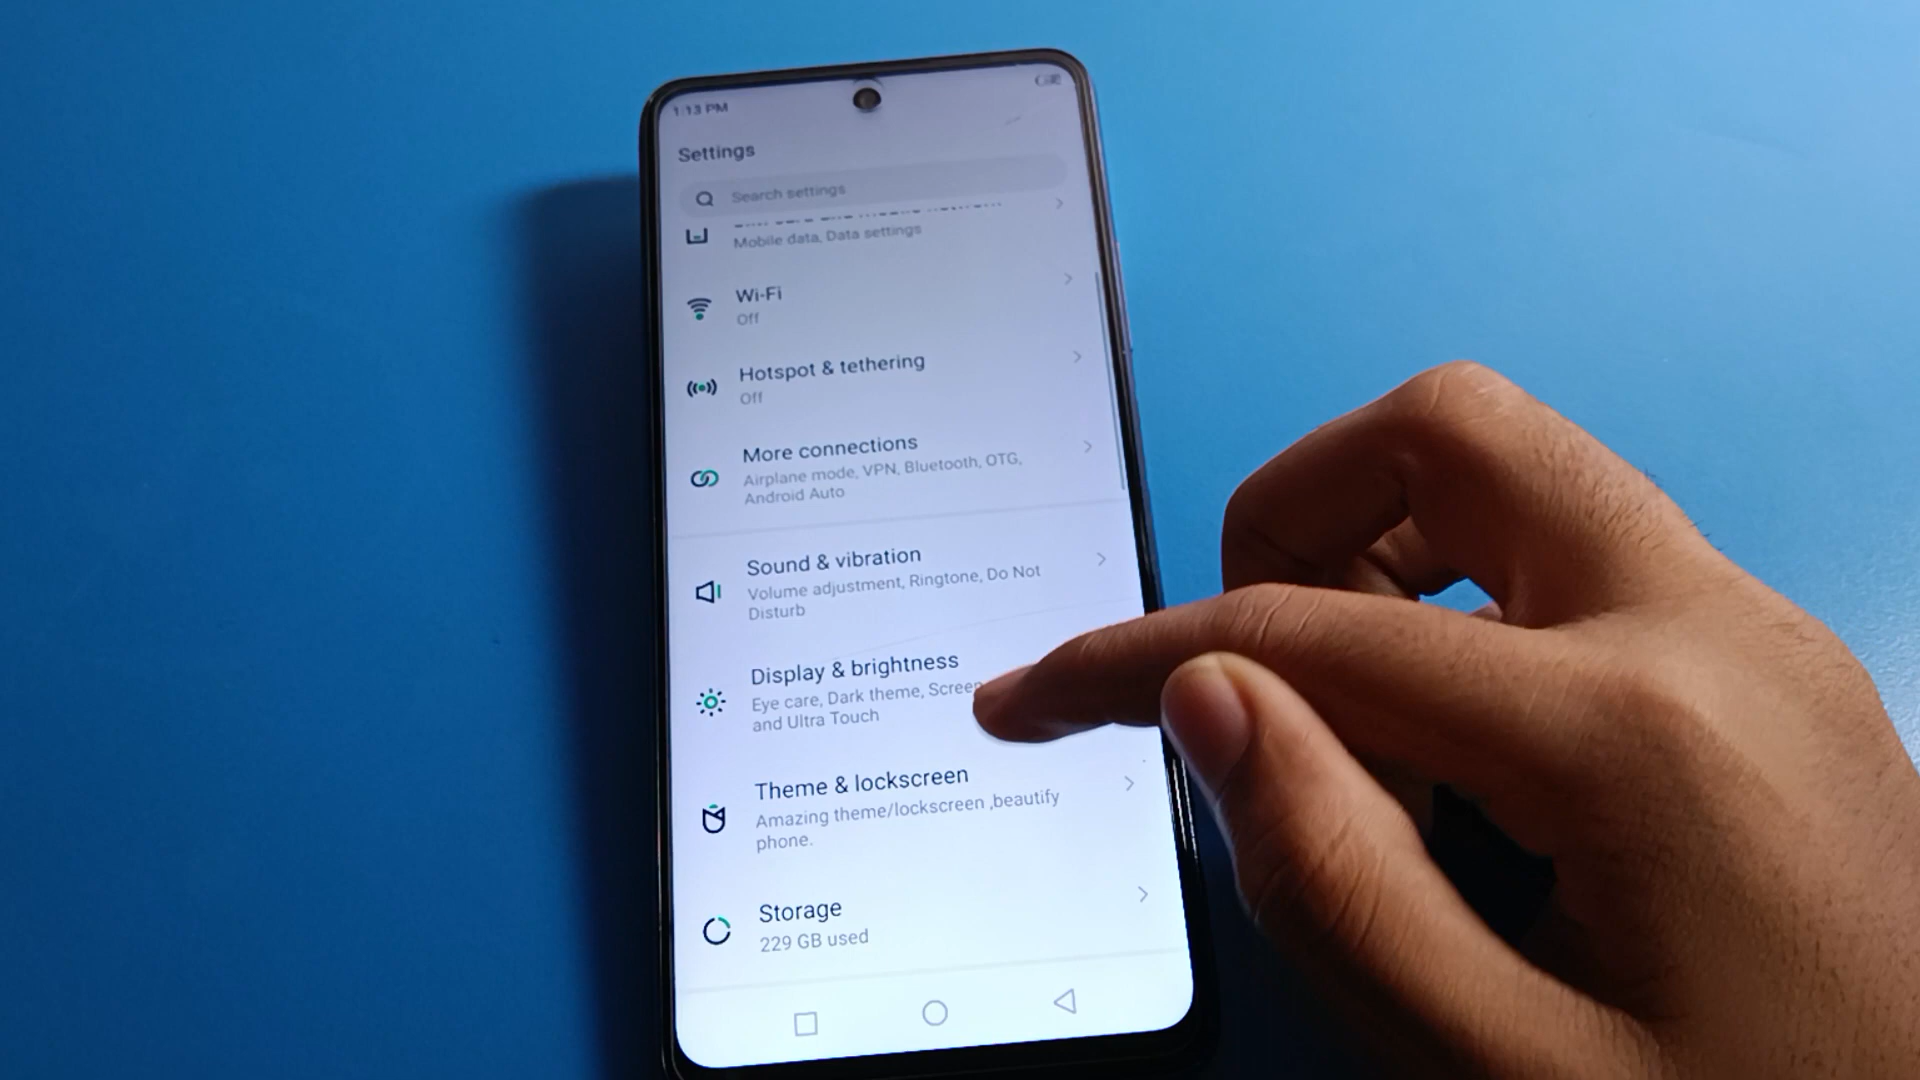 1:13 PM
Settings
Search settings
Mobile data, Data settings
Wi-Fi
Off
Hotspot & tethering
Off
More connections
Airplane mode, VPN, Bluetooth, OTG,
Android Auto
Sound & vibration
Volume adjustment, Ringtone, Do Not
Disturb
Display & brightness
Eye care, Dark theme, Screen
and Ultra Touch
Theme & lockscreen
Amazing theme/lockscreen ,beautify
phone.
Storage
229 GB used